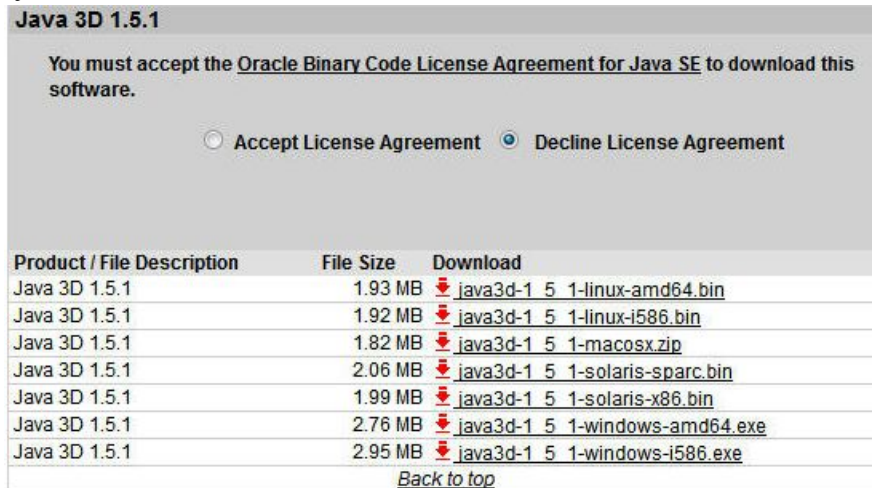 Java 3D 1.5.1
You must accept the Oracle Binary Code License Agreement for Java SE to download this
software.
Accept License Agreement Decline License Agreement
Product / File Description File Size Download
Java 3D 1.5.1 1.93 MB java3d-1_5_1-linux-amd64.bin
Java 3D 1.5.1 1.92 MB java3d-1_5_1-linux-i586.bin
Java 3D 1.5.1 1.82 MB java3d-1_5_1-macosx.zip
Java 3D 1.5.1 2.06 MB java3d-1_5_1-solaris-sparc.bin
Java 3D 1.5.1 1.99 MB java3d-1_5_1-solaris-x86.bin
Java 3D 1.5.1 2.76 MB java3d-1_5_1-windows-amd64.exe
Java 3D 1.5.1 2.95 MB java3d-1_5_1-windows-i586.exe
Back to top